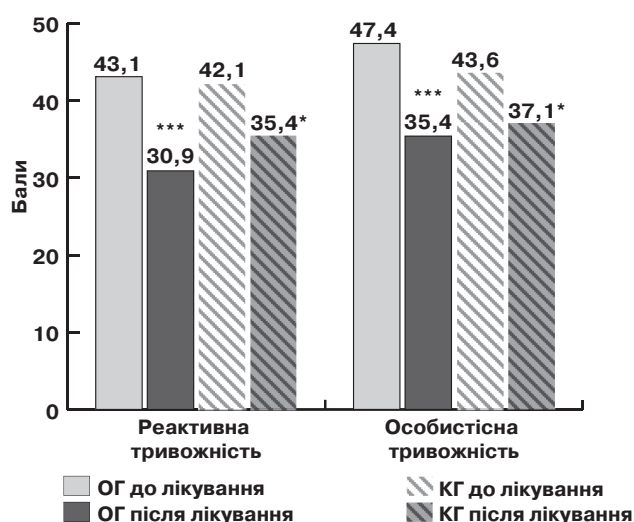 50
47,4
43,1
42,1
43,6
***
***
40
35,4*
35,4
37,1*
30,9
Бали
30
20
10
0
Реактивна
тривожність
Особистісна
тривожність
ОГ до лікування
КГ до лікування
ОГ після лікування
КГ після лікування